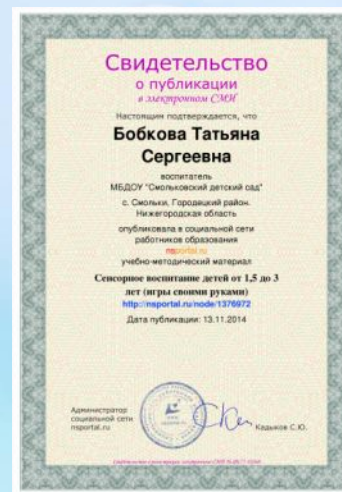 Свидетельство
о публикации
в электронном СМИ
Настоящим подтверждается, что
Бобкова Татьяна
Сергеевна
воспитатель
МБДОУ "Смольковский детский сад"
с. Смольки, Городецкий район.
Нижегородская область
опубликовала в социальной сети
работников образования
nsportal.ru
учебно-методический материал
Сенсорное воспитание детей от 1,5 до 3
лет (игры своими руками)
http://nsportal.ru/node/1376972
Дата публикации: 13.11.2014
Администратор
социальной сети
nsportal.ru
Кадыков С.Ю.